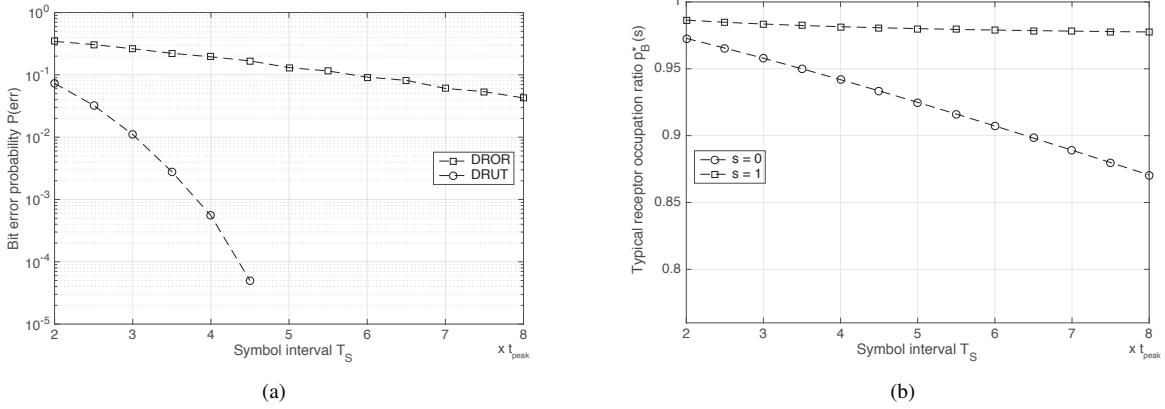 10^0
10^-1
10^-2
10^-3
10^-4
10^-5
Bit error probability P(err)
DROR
DRUT
2 3 4 5 6 7 8
Symbol interval T_S
x t_peak
(a)
1
0.95
0.9
0.85
0.8
Typical receptor occupation ratio p*_B(s)
s = 0
s = 1
2 3 4 5 6 7 8
Symbol interval T_S
x t_peak
(b)